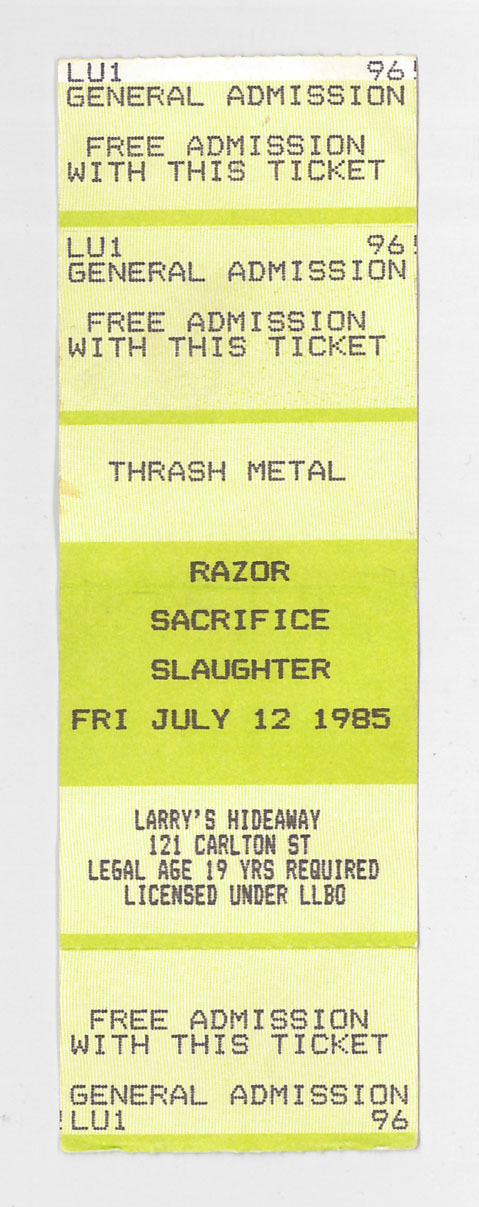 LU1 96!
GENERAL ADMISSION
FREE ADMISSION
WITH THIS TICKET
LU1 96!
GENERAL ADMISSION
FREE ADMISSION
WITH THIS TICKET
THRASH METAL
RAZOR
SACRIFICE
SLAUGHTER
FRI JULY 12 1985
LARRY'S HIDEAWAY
121 CARLTON ST
LEGAL AGE 19 YRS REQUIRED
LICENSED UNDER LLBO
FREE ADMISSION
WITH THIS TICKET
GENERAL ADMISSION
!LU1 96